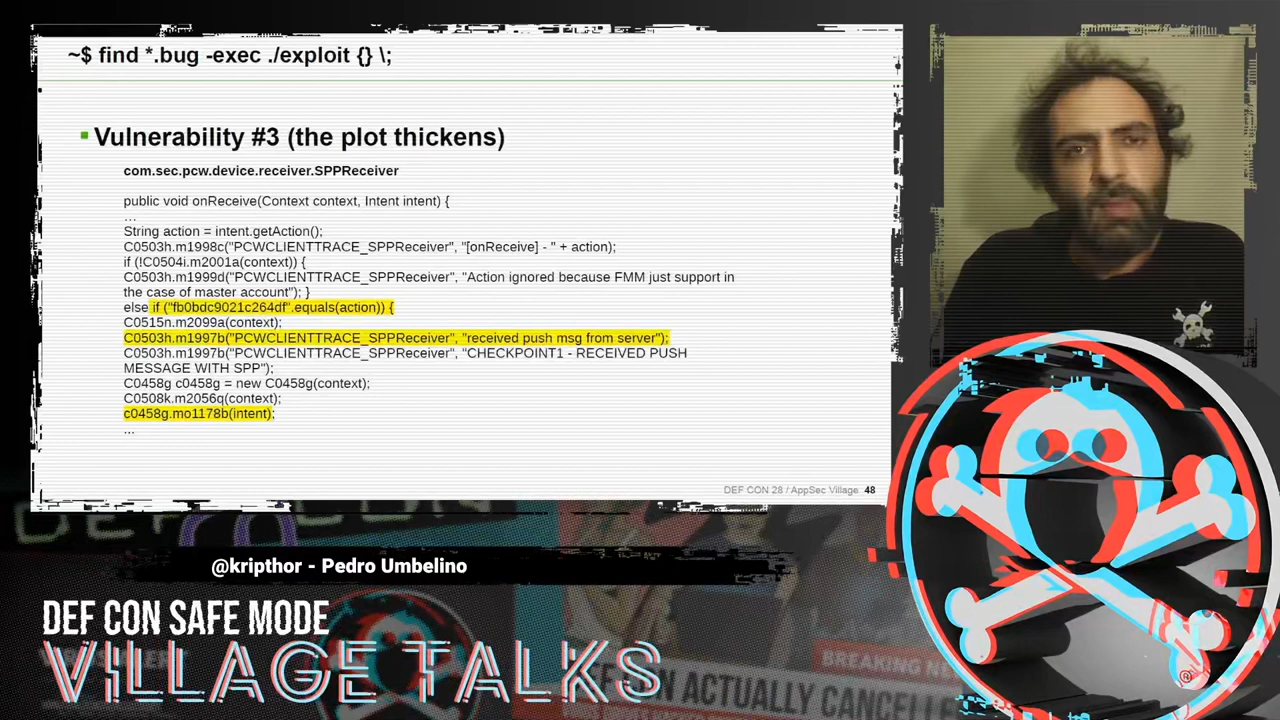 ~$ find *.bug -exec ./exploit {} \;
Vulnerability #3 (the plot thickens)
com.sec.pcw.device.receiver.SPPReceiver
public void onReceive(Context context, Intent intent) {
...
String action = intent.getAction();
C0503h.m1998c("PCWCLIENTTRACE_SPPReceiver", "[onReceive] - " + action);
if (!C0504i.m2001a(context)) {
C0503h.m1999d("PCWCLIENTTRACE_SPPReceiver", "Action ignored because FMM just support in
the case of master account"); }
else if ("fb0bdc9021c264df".equals(action)) {
C0515n.m2099a(context);
C0503h.m1997b("PCWCLIENTTRACE_SPPReceiver", "received push msg from server");
C0503h.m1997b("PCWCLIENTTRACE_SPPReceiver", "CHECKPOINT1 - RECEIVED PUSH
MESSAGE WITH SPP");
C0458g c0458g = new C0458g(context);
C0508k.m2056q(context);
c0458g.mo1178b(intent);
...
DEF CON 28 / AppSec Village 48
DEF CON
@kripthor - Pedro Umbelino
DEF CON SAFE MODE
VILLAGE TALKS
BREAKING NE
CON ACTUALLY CANCELLE
®